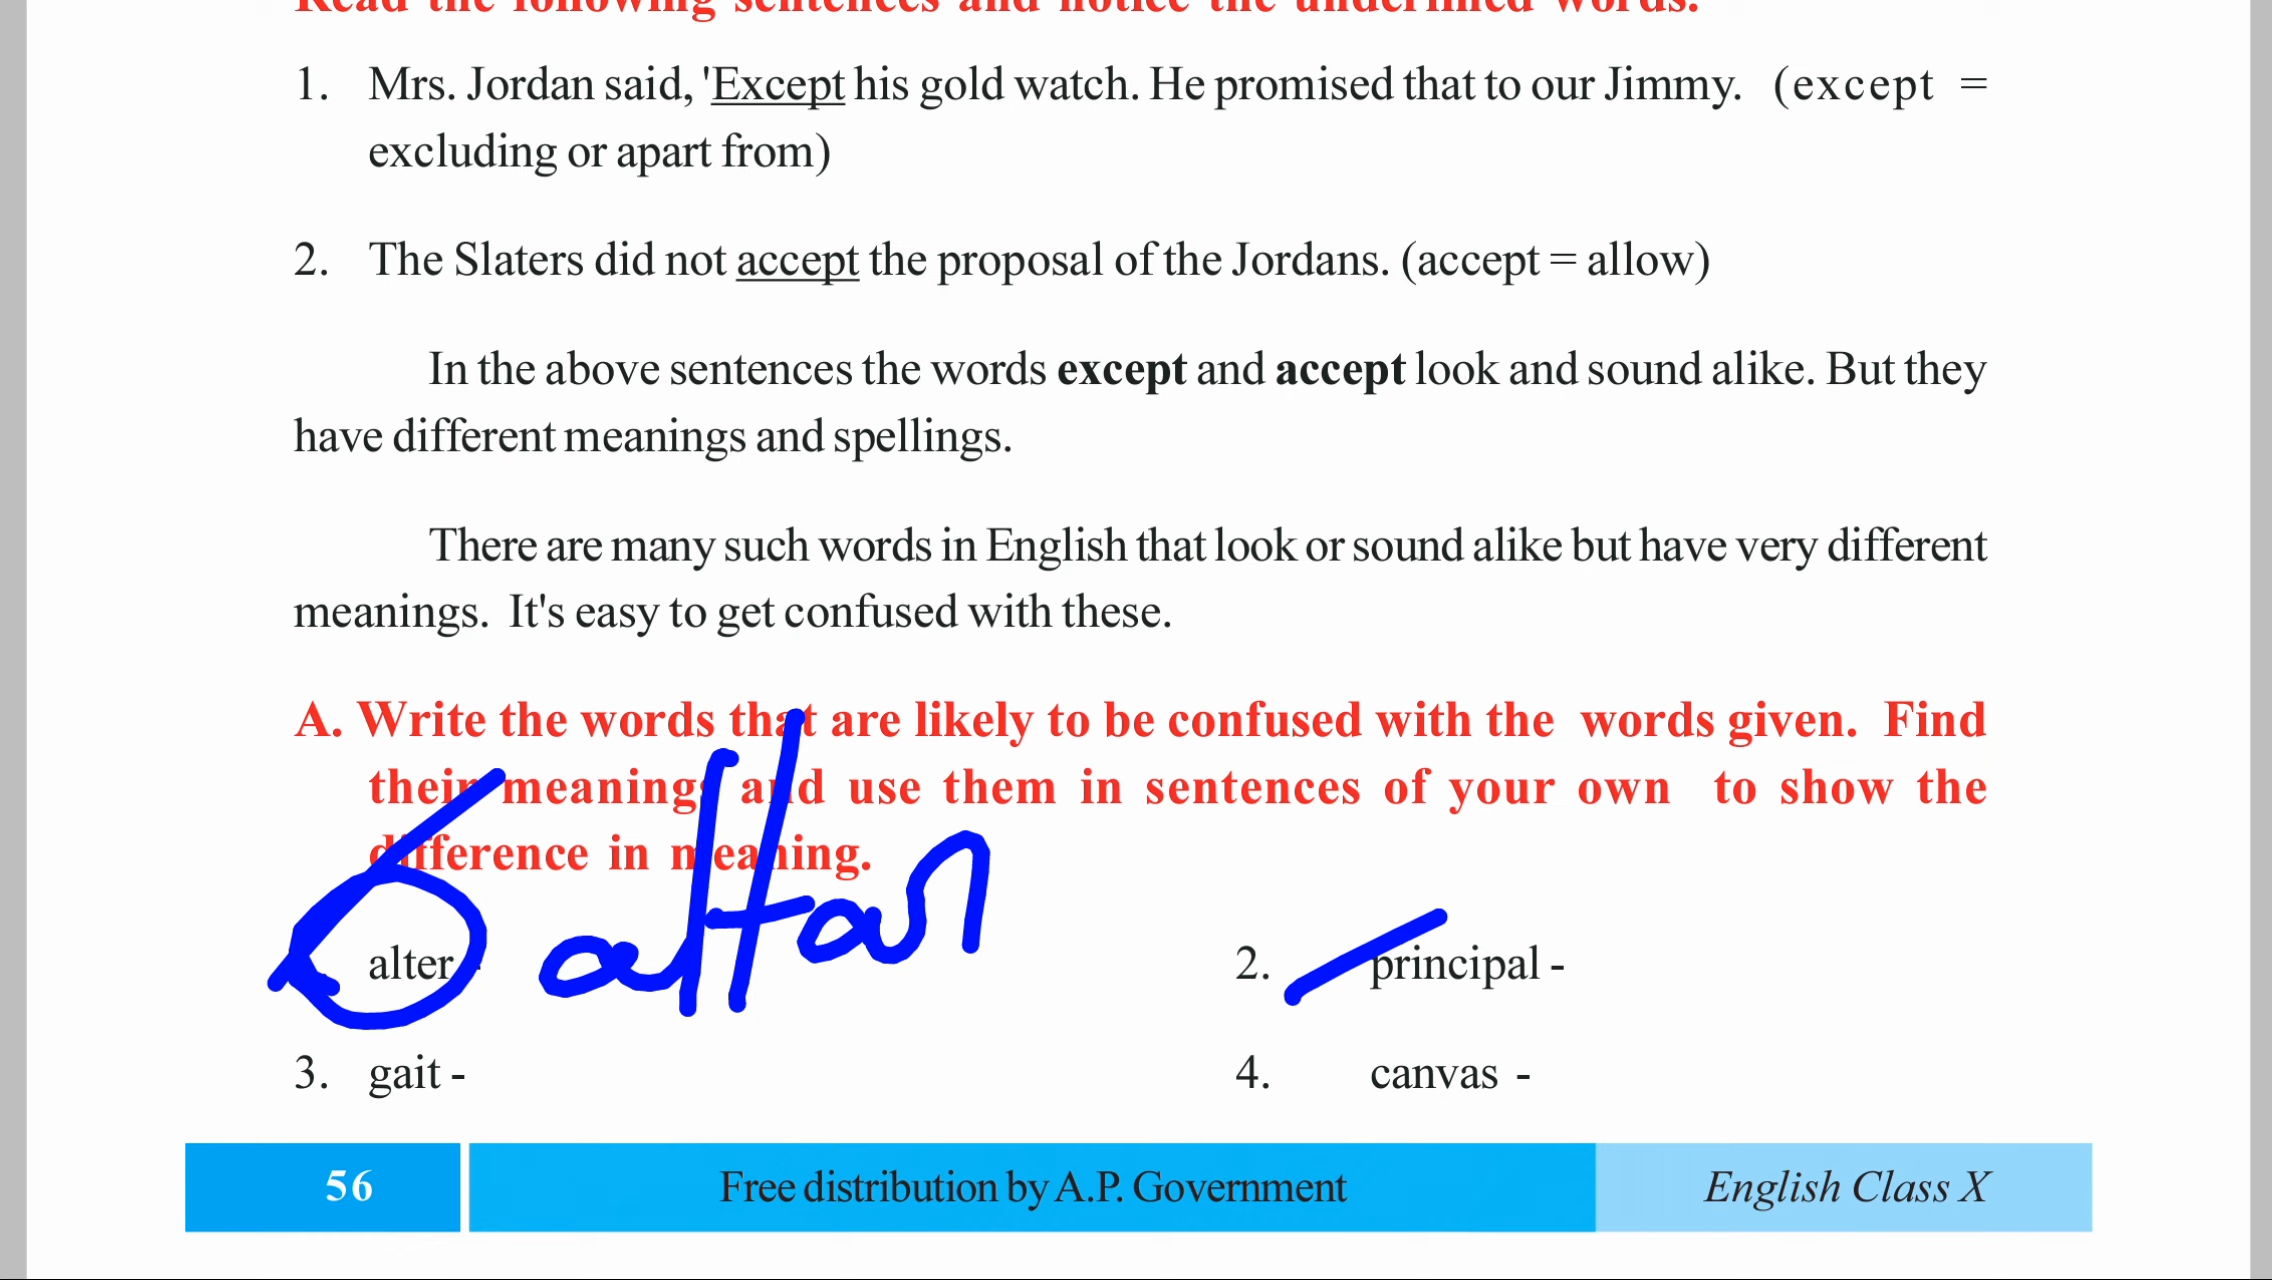 Read the following sentences and notice the underlined words.
1. Mrs. Jordan said, 'Except his gold watch. He promised that to our Jimmy. (except =
excluding or apart from)
2. The Slaters did not accept the proposal of the Jordans. (accept = allow)
In the above sentences the words except and accept look and sound alike. But they
have different meanings and spellings.
There are many such words in English that look or sound alike but have very different
meanings. It's easy to get confused with these.
A. Write the words that are likely to be confused with the words given. Find
their meanings and use them in sentences of your own to show the
difference in meaning.
alter - altar 2. principal -
3. gait - 4. canvas -
56 Free distribution by A.P. Government English Class X